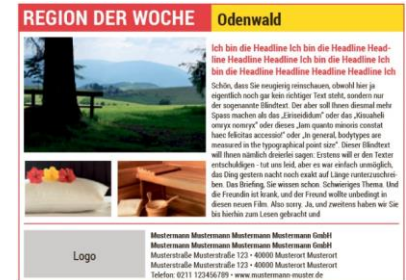 REGION DER WOCHE
Odenwald
Ich bin die Headline Ich bin die Headline Head-
line Headline Headline Ich bin die Headline Ich
bin die Headline Headline Headline Headline Ich
Schön, dass Sie neugierig reinschauen, obwohl hier ja
eigentlich noch gar kein richtiger Text steht, sondern nur
der sogenannte Blindtext. Der aber soll Ihnen diesmal mehr
Spass machen als das „Eiriseididum" oder das „Kisuaheli
omryx nomryx" oder dieses „Iam quanto minoris constat
haec felicitas accessio!" oder „In general, bodytypes are
measured in the typographical point size". Dieser Blindtext
will Ihnen nämlich dreierlei sagen: Erstens will er den Texter
entschuldigen - tut uns leid, aber es war einfach unmöglich,
das Ding gestern nacht noch exakt auf Länge runterzuschrei-
ben. Das Briefing, Sie wissen schon. Schwieriges Thema. Und
die Freundin ist krank, und der Freund wollte unbedingt in
diesen neuen Film. Also sorry. Ja, und zweitens haben wir Sie
bis hierhin zum Lesen gebracht und
Logo
Mustermann Mustermann Mustermann Mustermann GmbH
Mustermann Mustermann Mustermann Mustermann GmbH
Musterstraße Musterstraße 123 • 40000 Musterort Musterort
Musterstraße Musterstraße 123 • 40000 Musterort Musterort
Telefon: 0211 123456789 • www.mustermann-muster.de